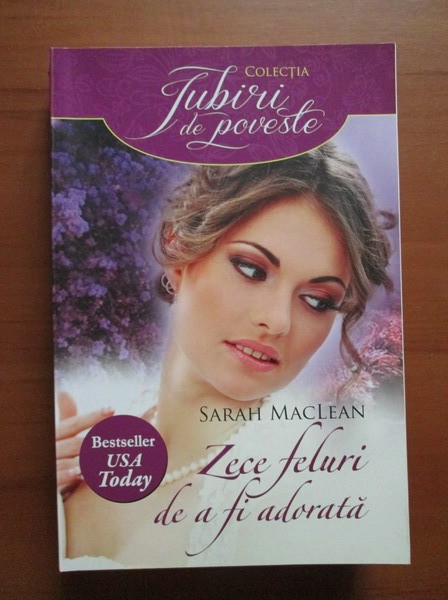 COLECȚIA
Iubiri
de poveste
SARAH MACLEAN
Zece feluri
de a fi adorată
Bestseller
USA
Today